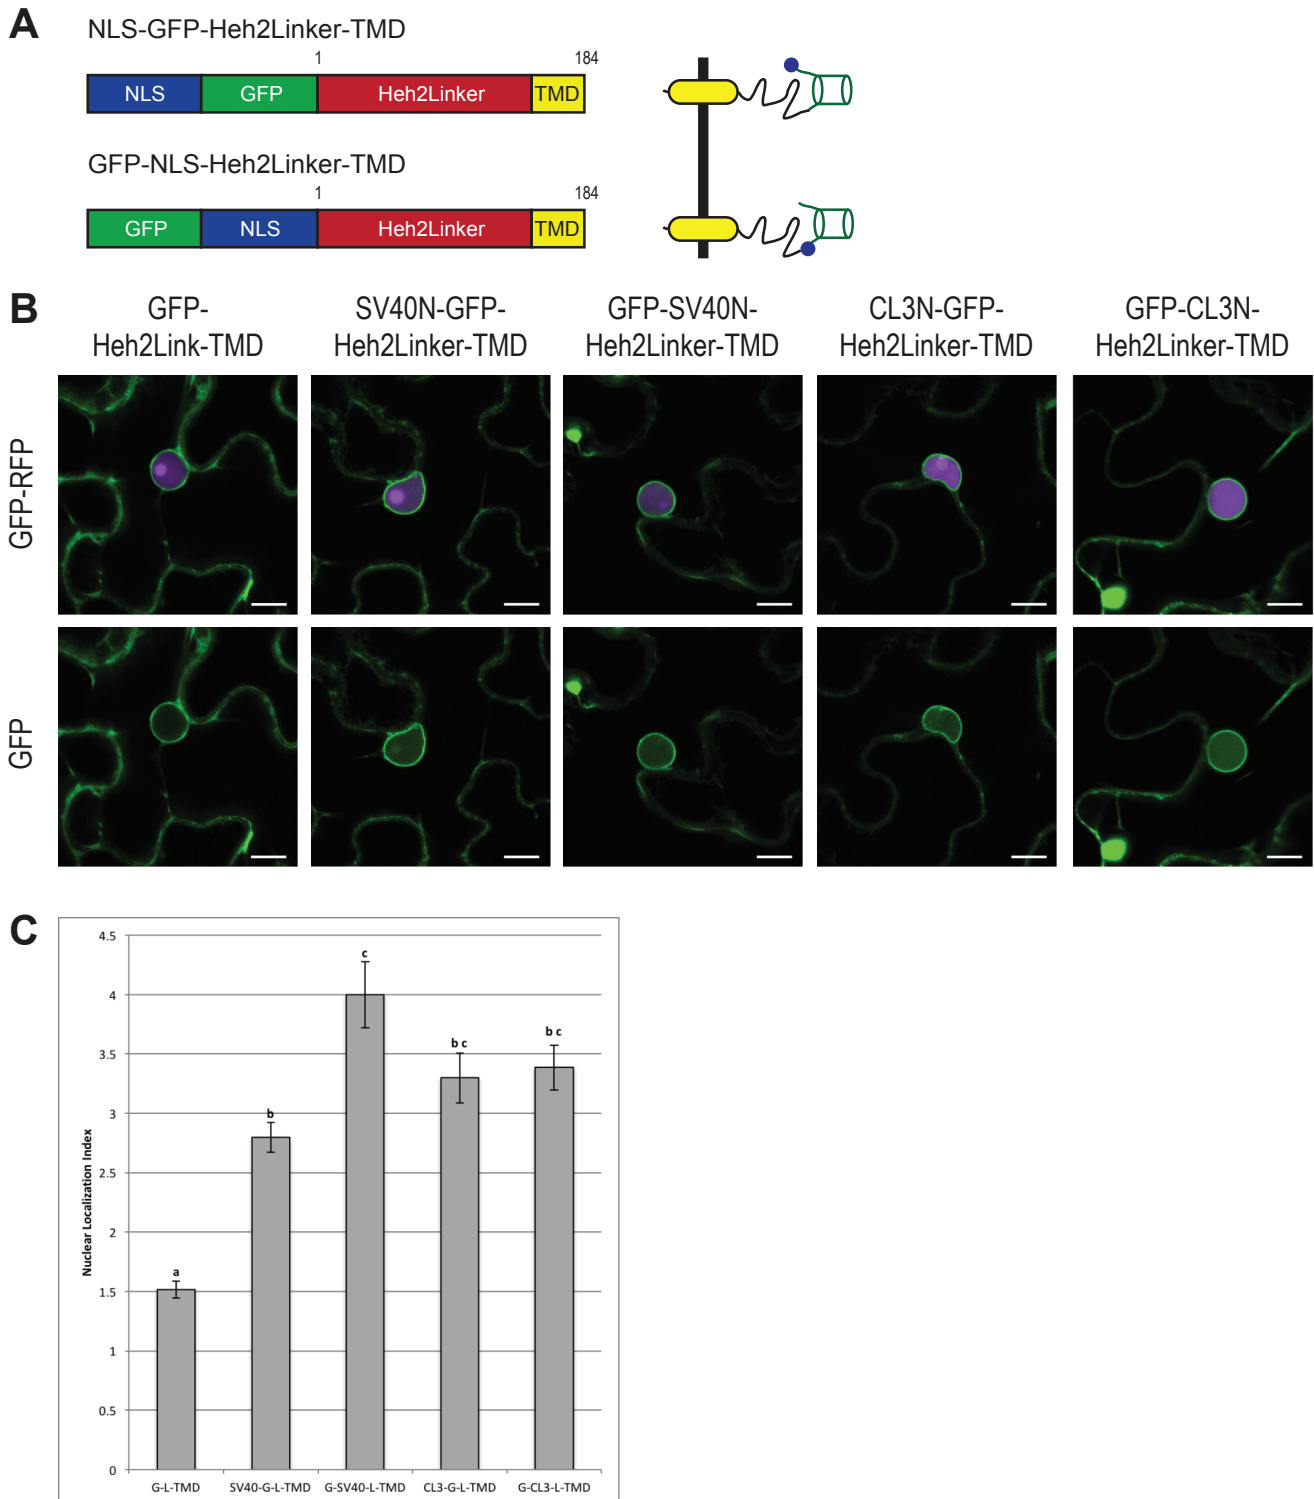 A
NLS-GFP-Heh2Linker-TMD
1 184
NLS GFP Heh2Linker TMD
GFP-NLS-Heh2Linker-TMD
1 184
GFP NLS Heh2Linker TMD
B
GFP-
Heh2Link-TMD
SV40N-GFP-
Heh2Linker-TMD
GFP-SV40N-
Heh2Linker-TMD
CL3N-GFP-
Heh2Linker-TMD
GFP-CL3N-
Heh2Linker-TMD
GFP-RFP
GFP
C
Nuclear Localization Index
4.5
4
3.5
3
2.5
2
1.5
1
0.5
0
a
b
c
b c
b c
G-L-TMD SV40-G-L-TMD G-SV40-L-TMD CL3-G-L-TMD G-CL3-L-TMD